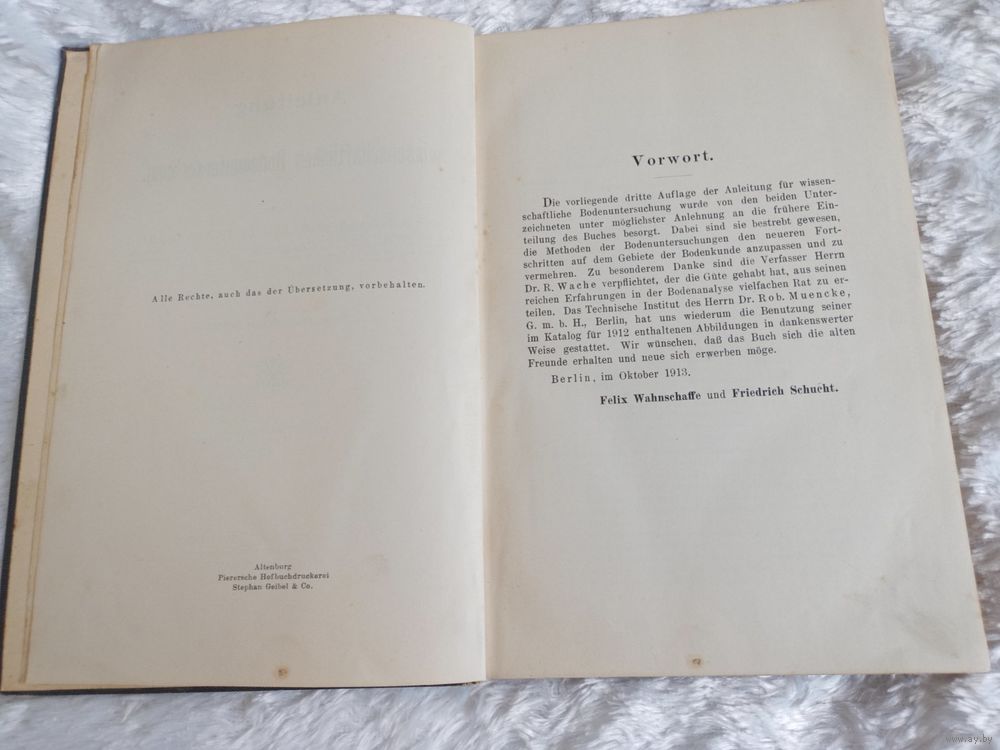 Alle Rechte, auch das der Übersetzung, vorbehalten.
Altenburg
Pierersche Hofbuchdruckerei
Stephan Geibel & Co.
Vorwort.
Die vorliegende dritte Auflage der Anleitung für wissen-
schaftliche Bodenuntersuchung wurde von den beiden Unter-
zeichneten unter möglichster Anlehnung an die frühere Ein-
teilung des Buches besorgt. Dabei sind sie bestrebt gewesen,
die Methoden der Bodenuntersuchungen den neueren Fort-
schritten auf dem Gebiete der Bodenkunde anzupassen und zu
vermehren. Zu besonderem Danke sind die Verfasser Herrn
Dr. R. Wache verpflichtet, der die Güte gehabt hat, aus seinen
reichen Erfahrungen in der Bodenanalyse vielfachen Rat zu er-
teilen. Das Technische Institut des Herrn Dr. Rob. Muencke,
G. m. b. H., Berlin, hat uns wiederum die Benutzung seiner
im Katalog für 1912 enthaltenen Abbildungen in dankenswerter
Weise gestattet. Wir wünschen, daß das Buch sich die alten
Freunde erhalten und neue sich erwerben möge.
Berlin, im Oktober 1913.
Felix Wahnschaffe und Friedrich Schucht.
www.ay.by